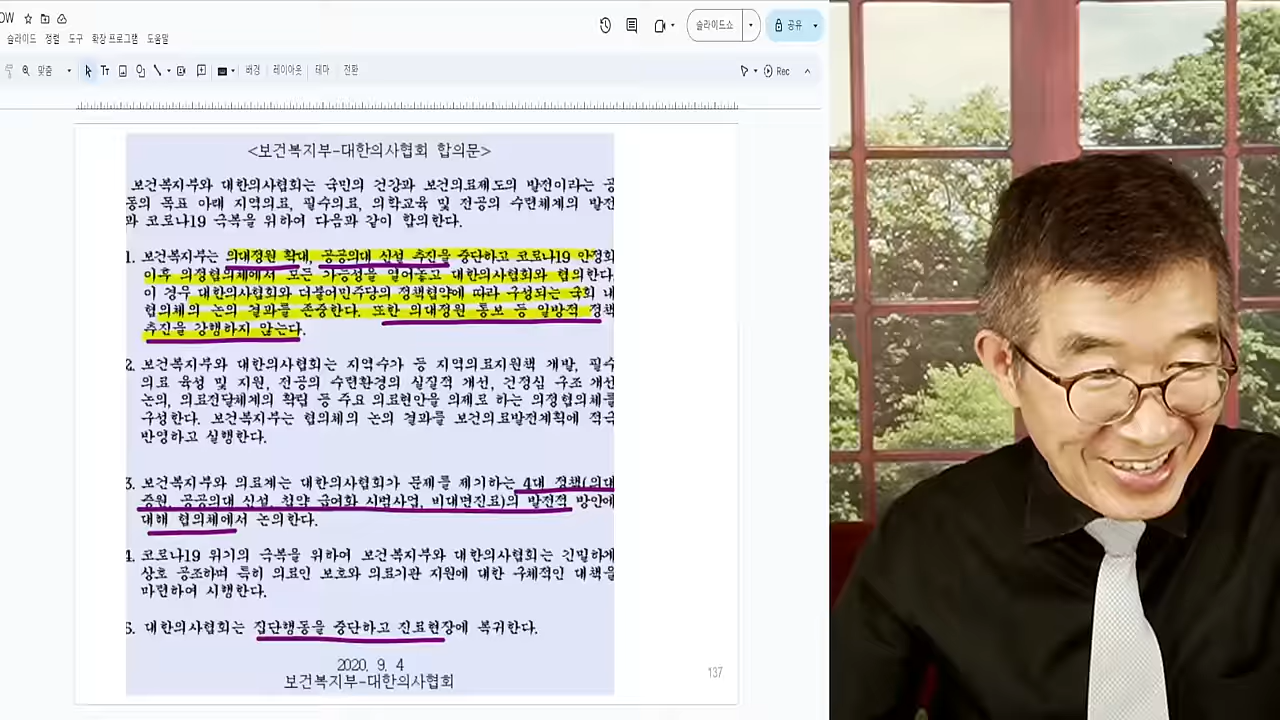 OW
슬라이드 정렬 도구 확장 프로그램 도움말
슬라이드쇼
공유
맞춤
배경 레이아웃 테마 전환
Rec
<보건복지부-대한의사협회 합의문>
보건복지부와 대한의사협회는 국민의 건강과 보건의료제도의 발전이라는 공
동의 목표 아래 지역의료, 필수의료, 의학교육 및 전공의 수련체계의 발전
과 코로나19 극복을 위하여 다음과 같이 합의한다.
1. 보건복지부는 의대정원 확대, 공공의대 신설 추진을 중단하고 코로나19 안정화
이후 의정협의체에서 모든 가능성을 열어놓고 대한의사협회와 협의한다.
이 경우 대한의사협회와 더불어민주당의 정책협약에 따라 구성되는 국회 내
협의체의 논의 결과를 존중한다. 또한 의대정원 통보 등 일방적 정책
추진을 강행하지 않는다.
2. 보건복지부와 대한의사협회는 지역수가 등 지역의료지원책 개발, 필수
의료 육성 및 지원, 전공의 수련환경의 실질적 개선, 건정심 구조 개선
논의, 의료전달체계의 확립 등 주요 의료현안을 의제로 하는 의정협의체를
구성한다. 보건복지부는 협의체의 논의 결과를 보건의료발전계획에 적극
반영하고 실행한다.
3. 보건복지부와 의료계는 대한의사협회가 문제를 제기하는 4대 정책(의대
증원, 공공의대 신설, 첩약 급여화 시범사업, 비대면진료)의 발전적 방안에
대해 협의체에서 논의한다.
4. 코로나19 위기의 극복을 위하여 보건복지부와 대한의사협회는 긴밀하게
상호 공조하며 특히 의료인 보호와 의료기관 지원에 대한 구체적인 대책을
마련하여 시행한다.
5. 대한의사협회는 집단행동을 중단하고 진료현장에 복귀한다.
2020. 9. 4
보건복지부-대한의사협회
137